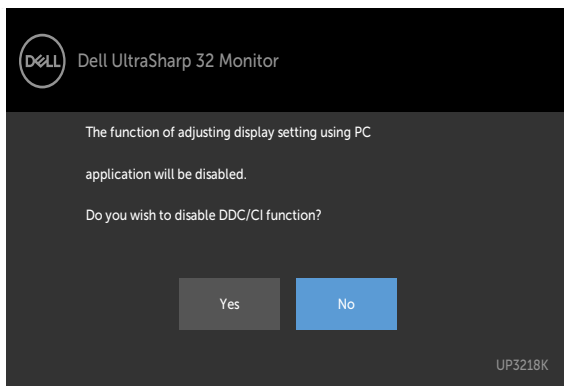 DELL
Dell UltraSharp 32 Monitor
The function of adjusting display setting using PC
application will be disabled.
Do you wish to disable DDC/CI function?
Yes
No
UP3218K